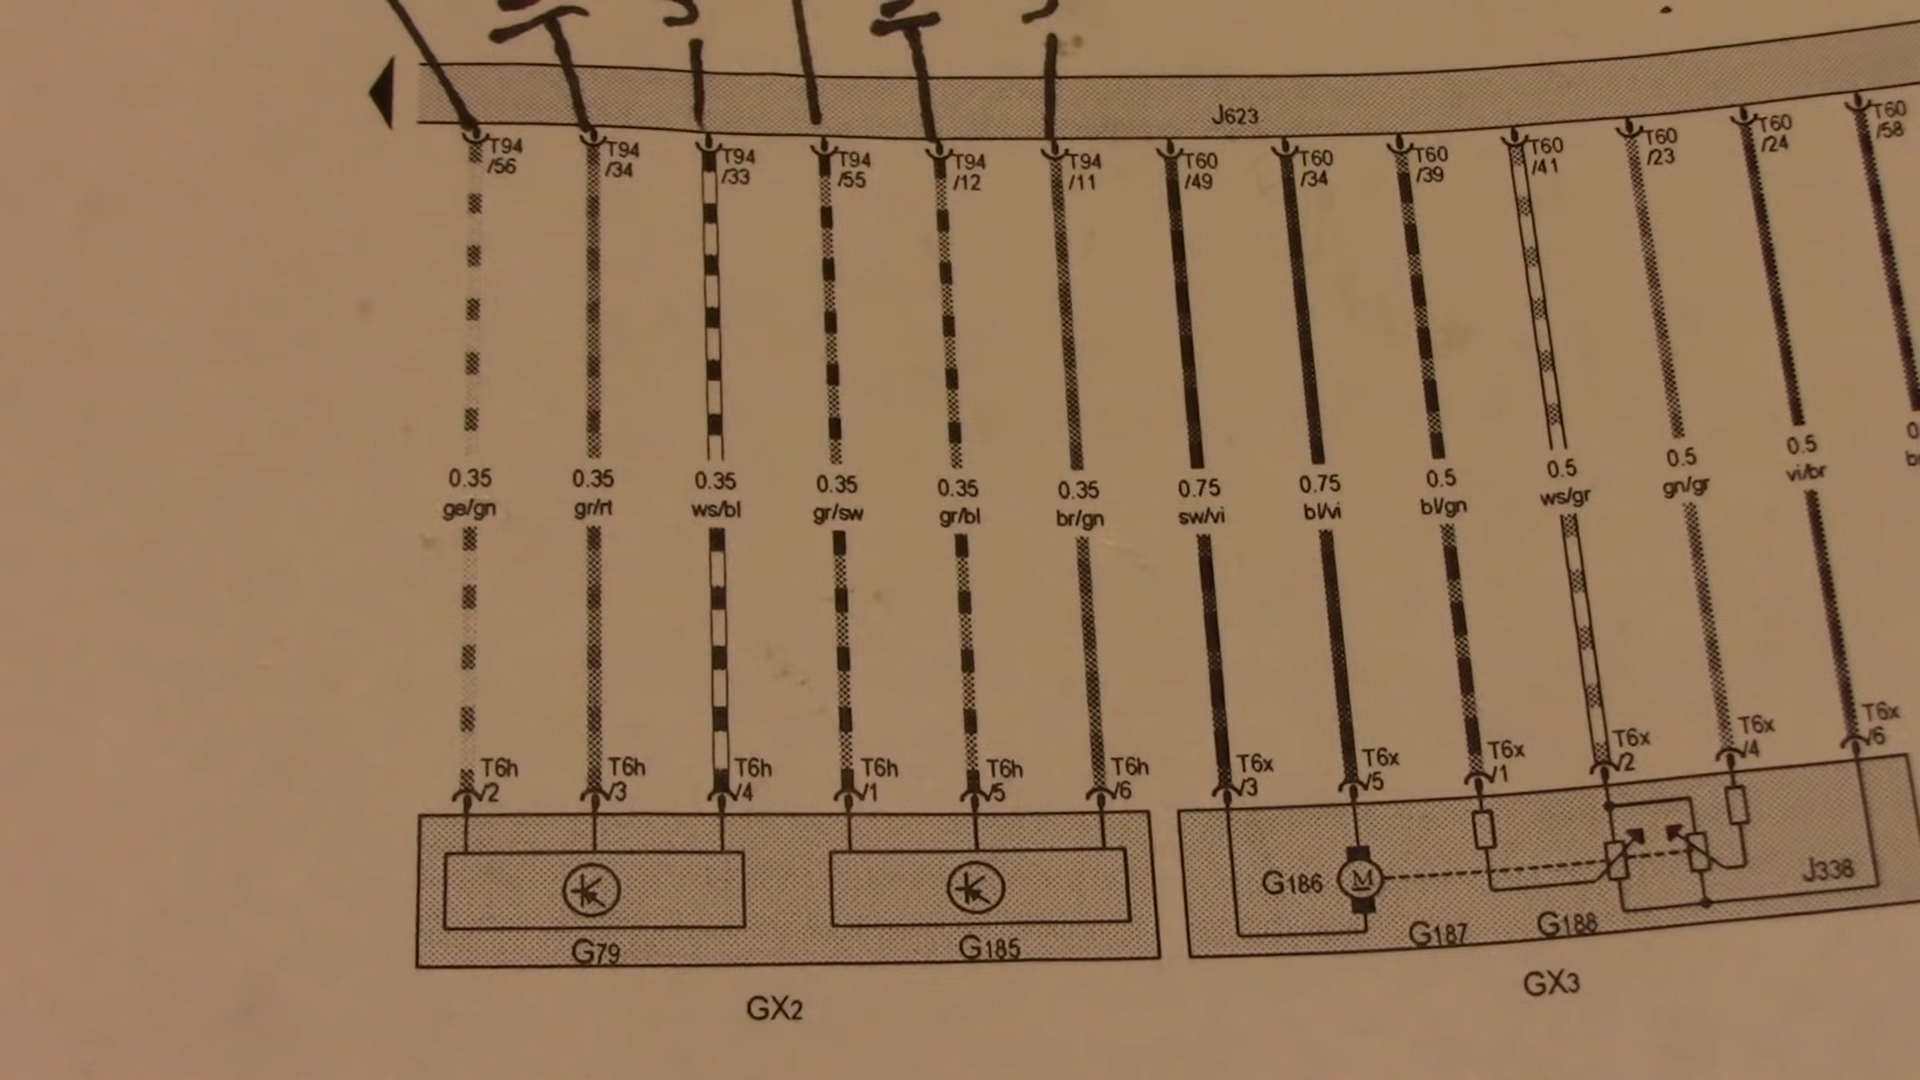 J623
T94
/56
T94
/34
T94
/33
T94
/55
T94
/12
T94
/11
T60
/49
T60
/34
T60
/39
T60
/41
T60
/23
T60
/24
T60
/58
0.35
ge/gn
0.35
gr/rt
0.35
ws/bl
0.35
gr/sw
0.35
gr/bl
0.35
br/gn
0.75
sw/vi
0.75
bl/vi
0.5
bl/gn
0.5
ws/gr
0.5
gn/gr
0.5
vi/br
T6h
/2
T6h
/3
T6h
/4
T6h
/1
T6h
/5
T6h
/6
T6x
/3
T6x
/5
T6x
/1
T6x
/2
T6x
/4
T6x
/6
G79
G185
G186
M
G187
G188
J338
GX2
GX3